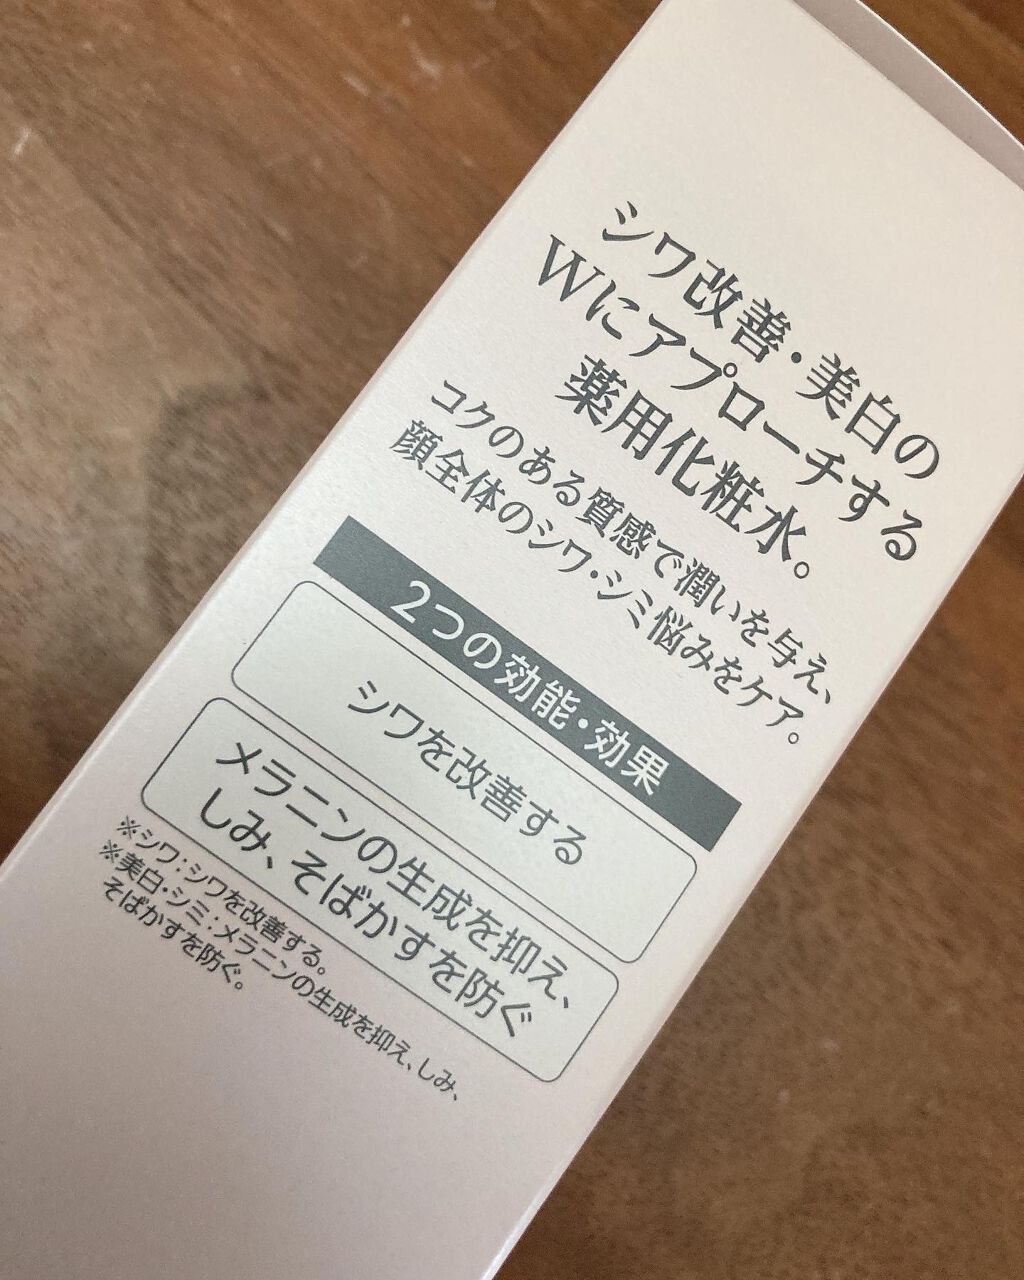 シワ改善・美白の
Wにアプローチする
薬用化粧水。
コクのある質感で潤いを与え、
顔全体のシワ・シミ悩みをケア。
2つの効能・効果
シワを改善する
メラニンの生成を抑え、
しみ、そばかすを防ぐ
※シワ：シワを改善する。
※美白・シミ：メラニンの生成を抑え、しみ、
そばかすを防ぐ。